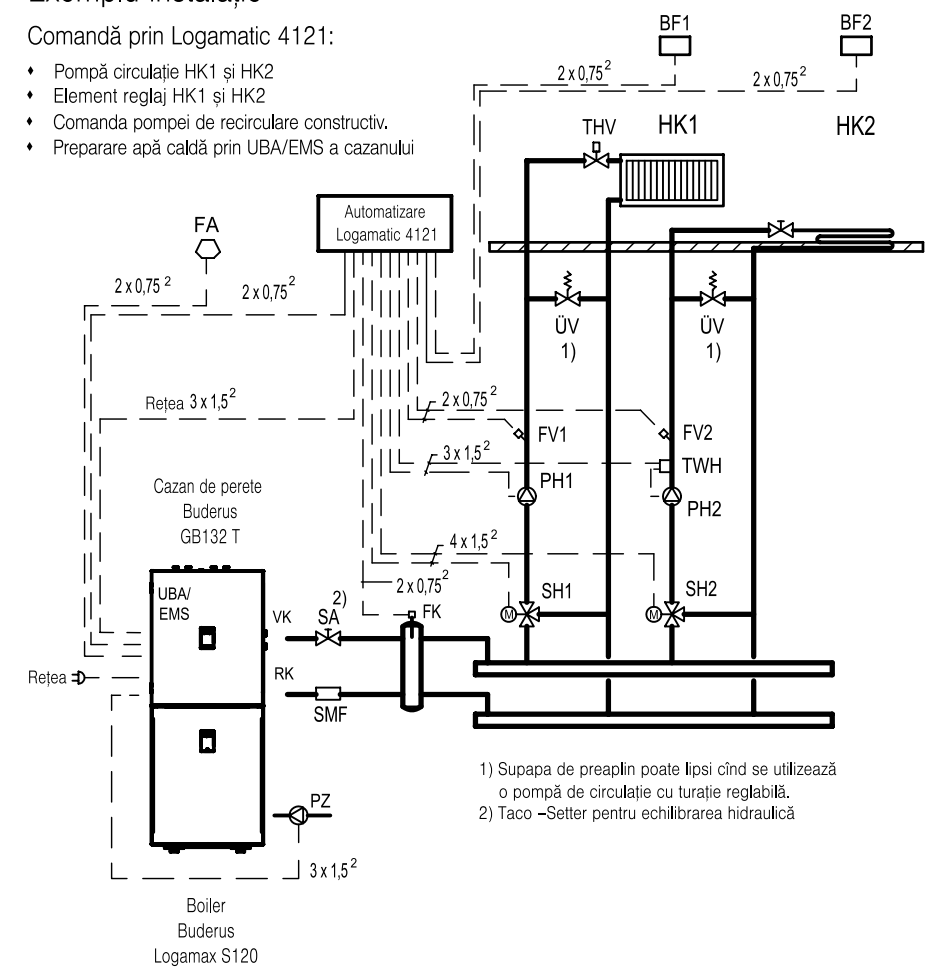 Exemplu instalație
Comandă prin Logamatic 4121:
♦ Pompă circulație HK1 și HK2
♦ Element reglaj HK1 și HK2
♦ Comanda pompei de recirculare constructiv.
♦ Preparare apă caldă prin UBA/EMS a cazanului
BF1
BF2
2 x 0,75²
2 x 0,75²
THV
HK1
HK2
Automatizare
Logamatic 4121
FA
2 x 0,75²
2 x 0,75²
ÜV
1)
ÜV
1)
Rețea 3 x 1,5²
2 x 0,75²
FV1
FV2
3 x 1,5²
TWH
PH1
PH2
Cazan de perete
Buderus
GB132 T
4 x 1,5²
2 x 0,75²
UBA/
EMS
VK
2)
SA
FK
M
SH1
M
SH2
Rețea
RK
SMF
PZ
3 x 1,5²
1) Supapa de preaplin poate lipsi cînd se utilizează
o pompă de circulație cu turație reglabilă.
2) Taco –Setter pentru echilibrarea hidraulică
Boiler
Buderus
Logamax S120